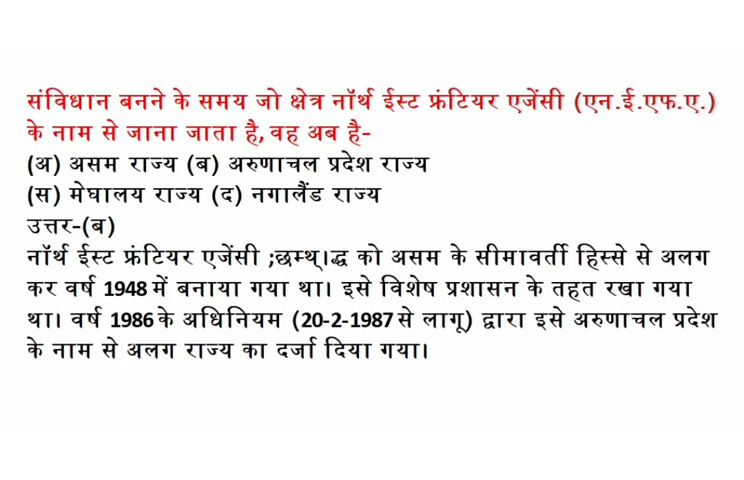 संविधान बनने के समय जो क्षेत्र नॉर्थ ईस्ट फ्रंटियर एजेंसी (एन.ई.एफ.ए.)
के नाम से जाना जाता है, वह अब है-
(अ) असम राज्य (ब) अरुणाचल प्रदेश राज्य
(स) मेघालय राज्य (द) नगालैंड राज्य
उत्तर-(ब)
नॉर्थ ईस्ट फ्रंटियर एजेंसी ;छम्थ्।द्ध को असम के सीमावर्ती हिस्से से अलग
कर वर्ष 1948 में बनाया गया था। इसे विशेष प्रशासन के तहत रखा गया
था। वर्ष 1986 के अधिनियम (20-2-1987 से लागू) द्वारा इसे अरुणाचल प्रदेश
के नाम से अलग राज्य का दर्जा दिया गया।